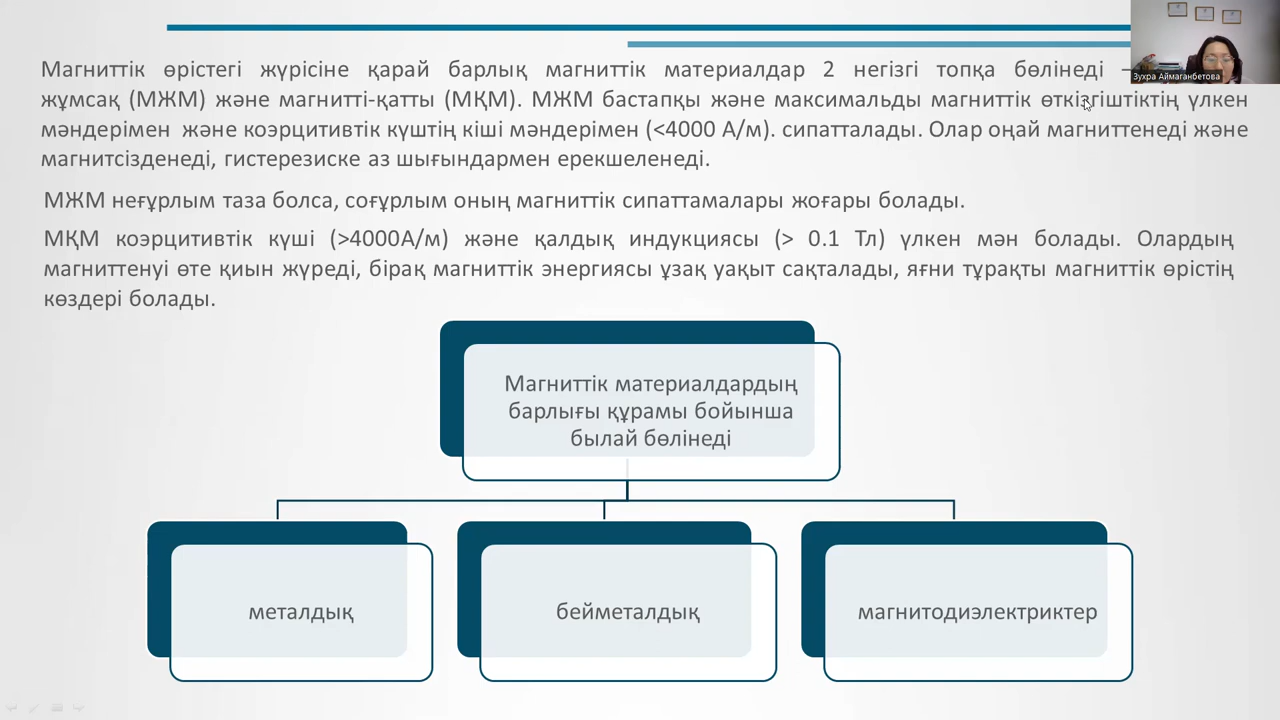 Магниттік өрістегі жүрісіне қарай барлық магниттік материалдар 2 негізгі топқа бөлінеді –
жұмсақ (МЖМ) және магнитті-қатты (МҚМ). МЖМ бастапқы және максимальды магниттік өткізгіштіктің үлкен
мәндерімен және коэрцитивтік күштің кіші мәндерімен (<4000 А/м). сипатталады. Олар оңай магниттенеді және
магнитсізденеді, гистерезиске аз шығындармен ерекшеленеді.
МЖМ неғұрлым таза болса, соғұрлым оның магниттік сипаттамалары жоғары болады.
МҚМ коэрцитивтік күші (>4000А/м) және қалдық индукциясы (> 0.1 Тл) үлкен мән болады. Олардың
магниттенуі өте қиын жүреді, бірақ магниттік энергиясы ұзақ уақыт сақталады, яғни тұрақты магниттік өрістің
көздері болады.
Зухра Аймаганбетова
Магниттік материалдардың
барлығы құрамы бойынша
былай бөлінеді
металдық
бейметалдық
магнитодиэлектриктер